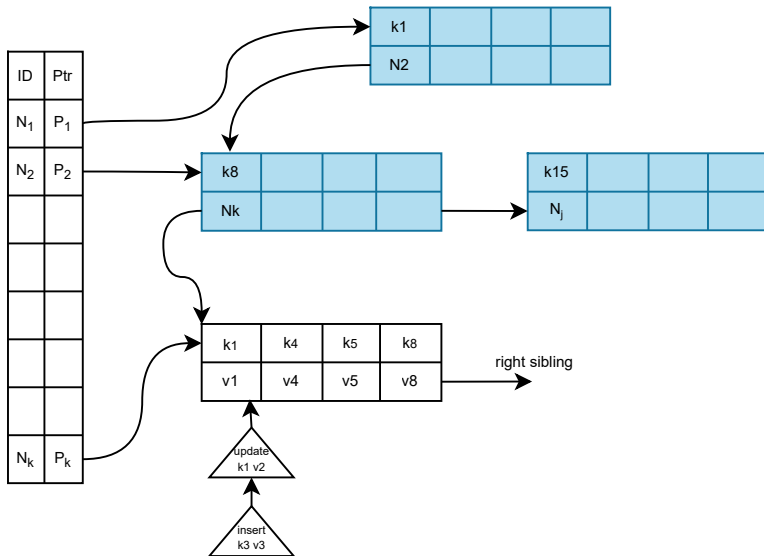 k1
N2
ID Ptr
N₁ P₁
N₂ P₂
k8
Nk
k15
Nⱼ
k1 k4 k5 k8
v1 v4 v5 v8
right sibling
Nₖ Pₖ
update
k1 v2
insert
k3 v3